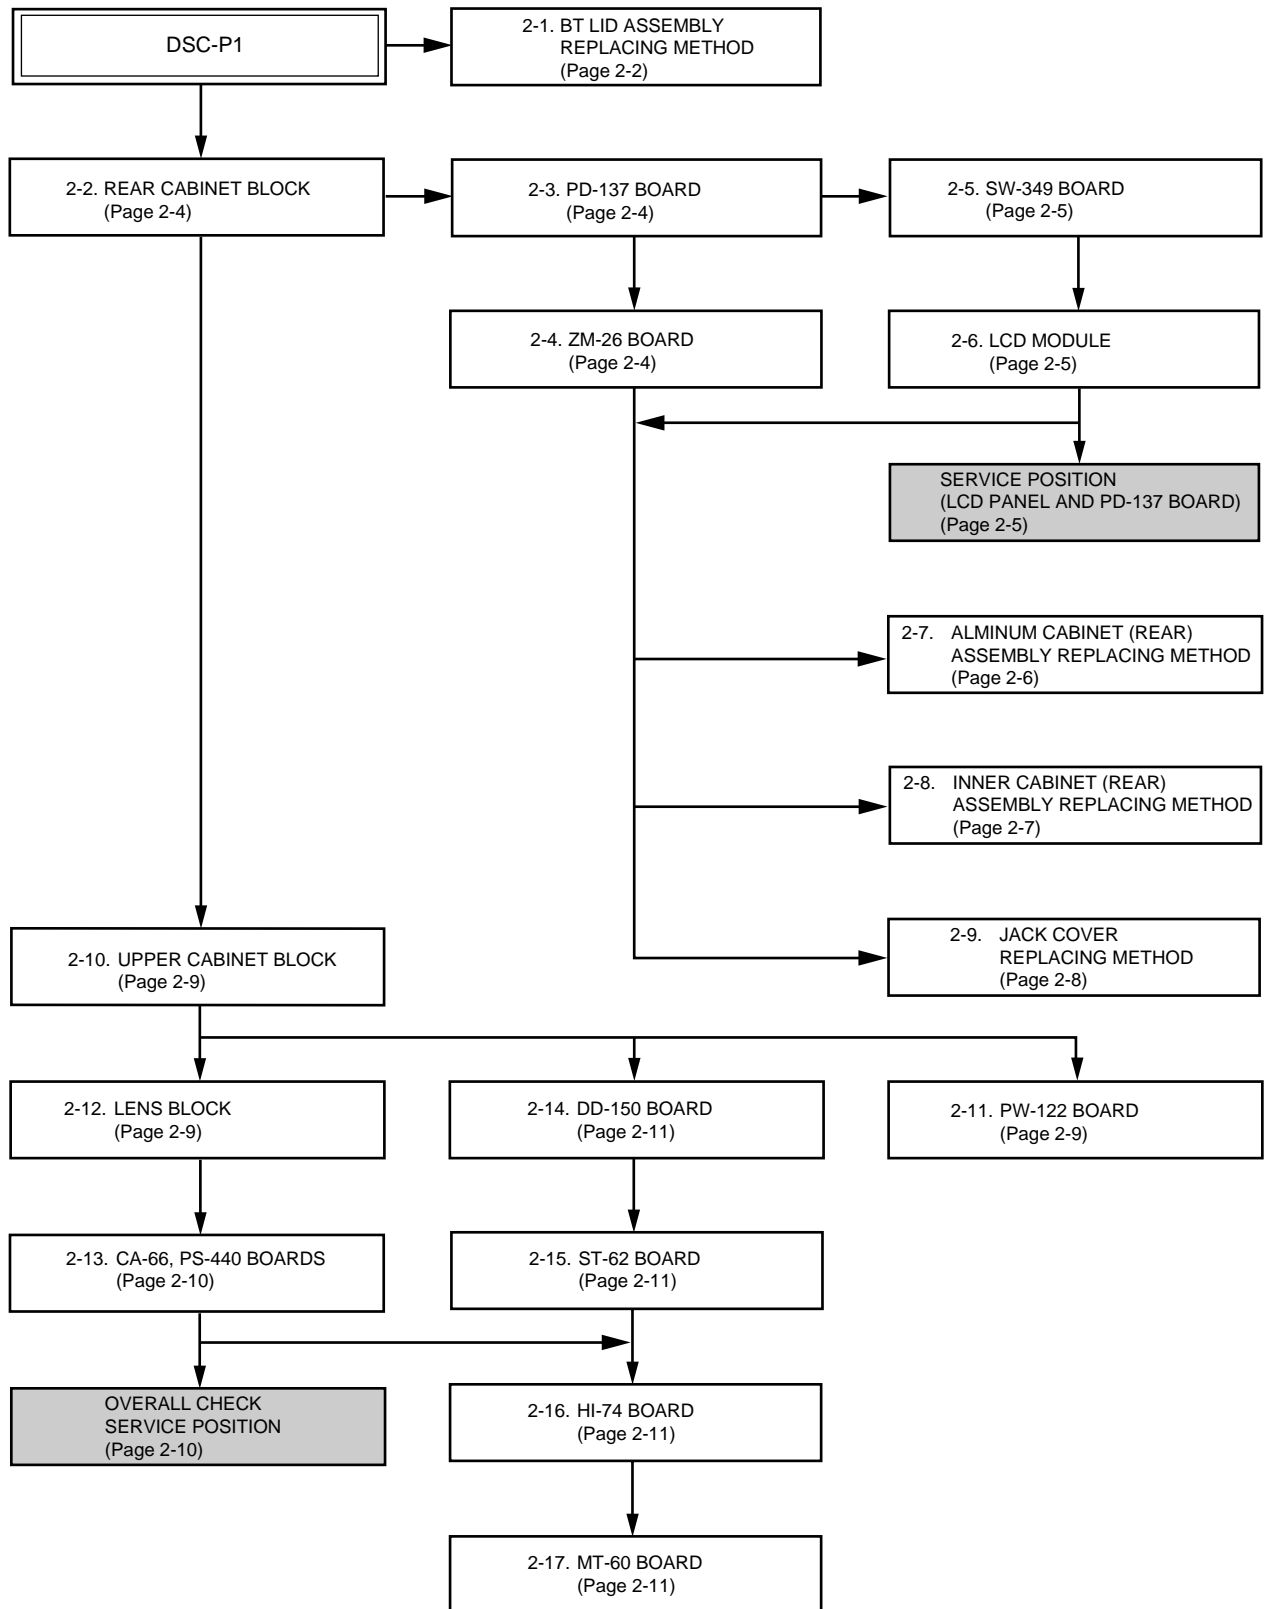 DSC-P1
2-1. BT LID ASSEMBLY
REPLACING METHOD
(Page 2-2)
2-2. REAR CABINET BLOCK
(Page 2-4)
2-3. PD-137 BOARD
(Page 2-4)
2-5. SW-349 BOARD
(Page 2-5)
2-4. ZM-26 BOARD
(Page 2-4)
2-6. LCD MODULE
(Page 2-5)
SERVICE POSITION
(LCD PANEL AND PD-137 BOARD)
(Page 2-5)
2-7. ALMINUM CABINET (REAR)
ASSEMBLY REPLACING METHOD
(Page 2-6)
2-8. INNER CABINET (REAR)
ASSEMBLY REPLACING METHOD
(Page 2-7)
2-9. JACK COVER
REPLACING METHOD
(Page 2-8)
2-10. UPPER CABINET BLOCK
(Page 2-9)
2-12. LENS BLOCK
(Page 2-9)
2-14. DD-150 BOARD
(Page 2-11)
2-11. PW-122 BOARD
(Page 2-9)
2-13. CA-66, PS-440 BOARDS
(Page 2-10)
2-15. ST-62 BOARD
(Page 2-11)
OVERALL CHECK
SERVICE POSITION
(Page 2-10)
2-16. HI-74 BOARD
(Page 2-11)
2-17. MT-60 BOARD
(Page 2-11)